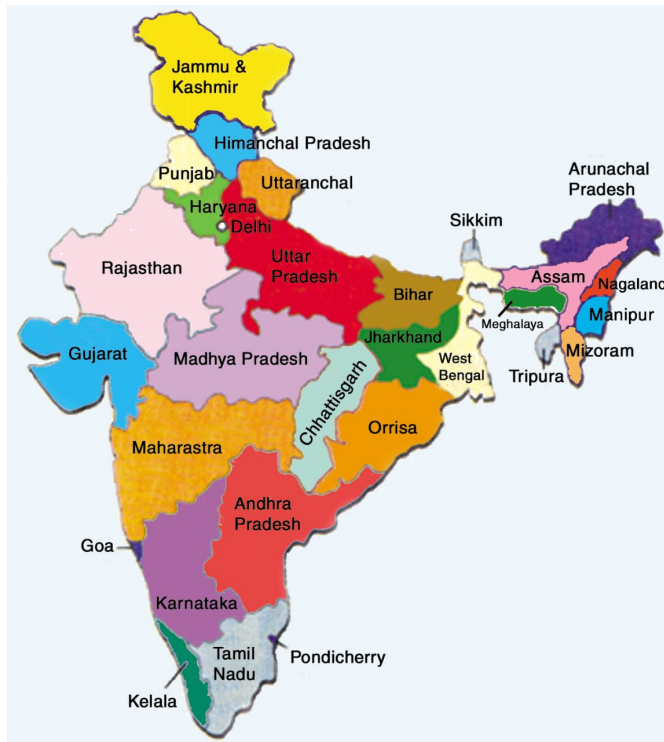 Jammu &
Kashmir
Himanchal Pradesh
Punjab
Uttaranchal
Haryana
Delhi
Arunachal
Pradesh
Sikkim
Rajasthan
Uttar
Pradesh
Bihar
Assam
Nagaland
Meghalaya
Manipur
Gujarat
Madhya Pradesh
Jharkhand
West
Bengal
Tripura
Mizoram
Chhattisgarh
Maharastra
Orrisa
Andhra
Pradesh
Goa
Karnataka
Tamil
Nadu
Pondicherry
Kelala